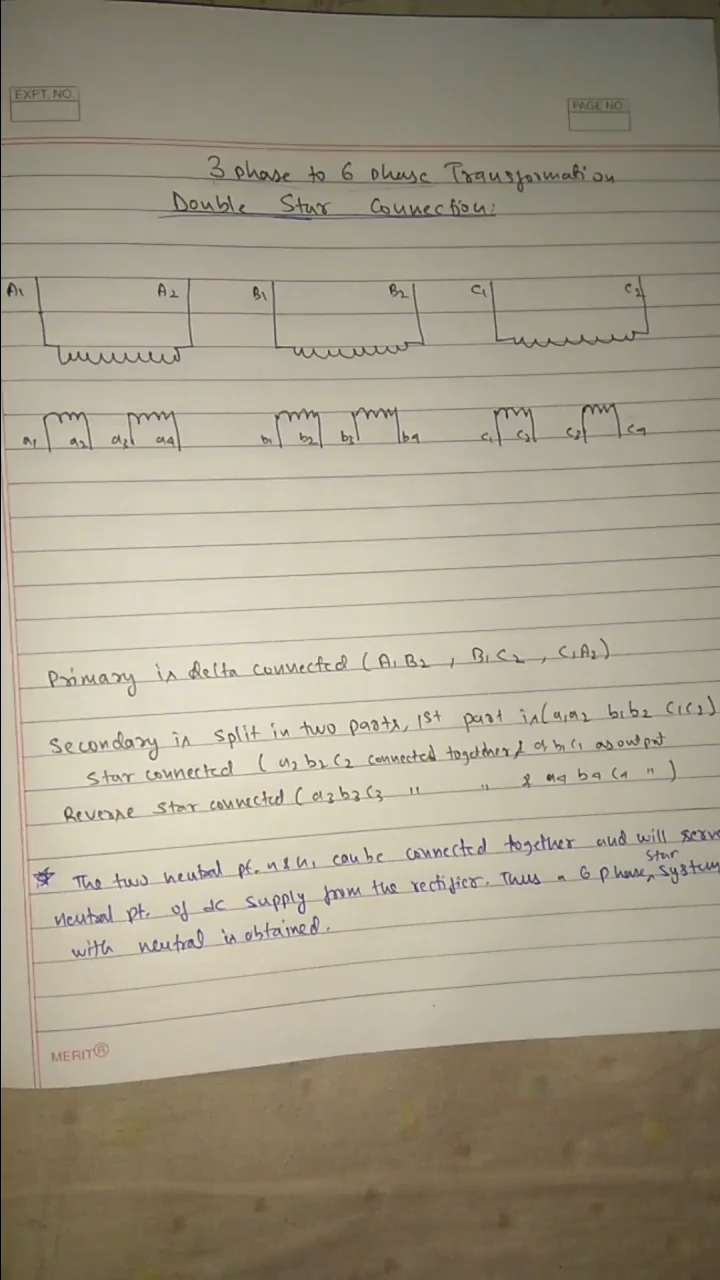 EXPT. NO.
PAGE NO.
3 phase to 6 phase Transformation
Double Star Connection:
A1 A2 B1 B2 C1 C2
a1 a2 a3 a4 b1 b2 b3 b4 c1 c2 c3 c4
Primary is delta connected (A1B2 , B1C2 , C1A2)
Secondary is split in two parts, 1st part is (a1a2 b1b2 c1c2)
Star connected (a2 b2 c2 connected together & a1 b1 c1 as output
Reverse star connected (a3 b3 c3 " " & a4 b4 c4 ")
* The two neutral pt. n & n1 can be connected together and will serve
neutral pt. of dc supply from the rectifier. Thus a 6 phase star system
with neutral is obtained.
MERIT®